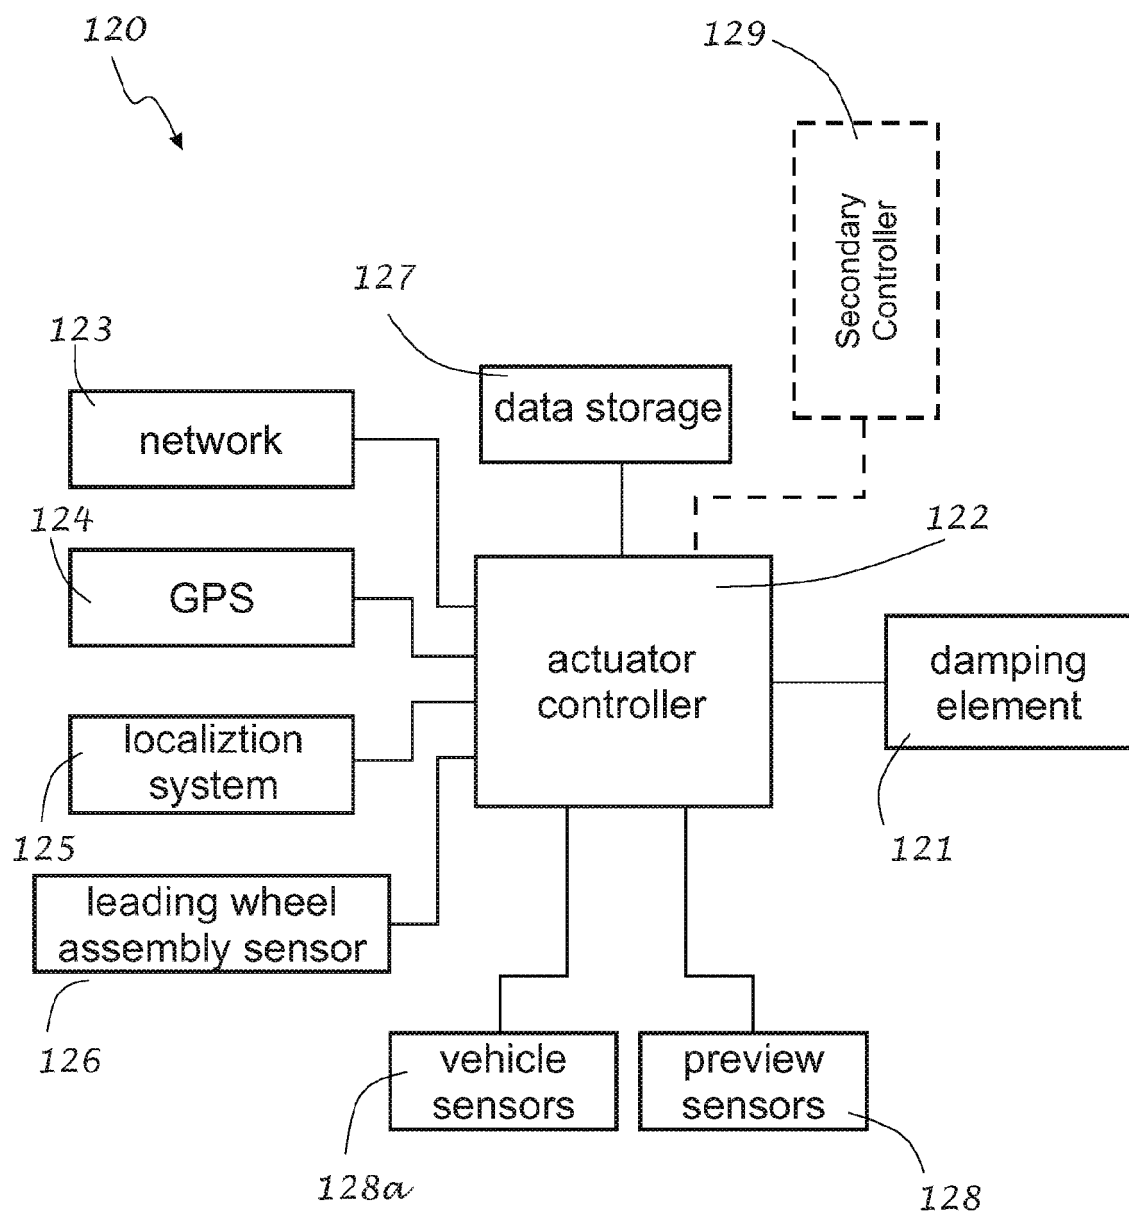 120
129
Secondary
Controller
127
123
data storage
network
124
122
GPS
actuator
controller
damping
element
localiztion
system
125
121
leading wheel
assembly sensor
126
vehicle
sensors
preview
sensors
128a
128